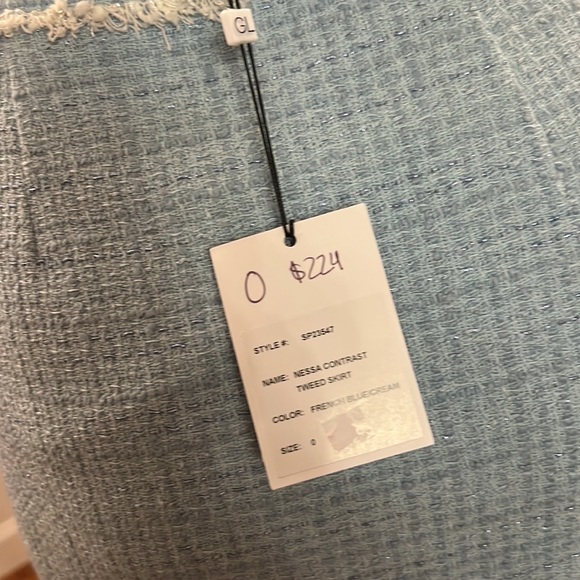 GL
0 $224
STYLE #: SP23547
NAME: NESSA CONTRAST
TWEED SKIRT
COLOR: FRENCH BLUE/CREAM
SIZE: 0